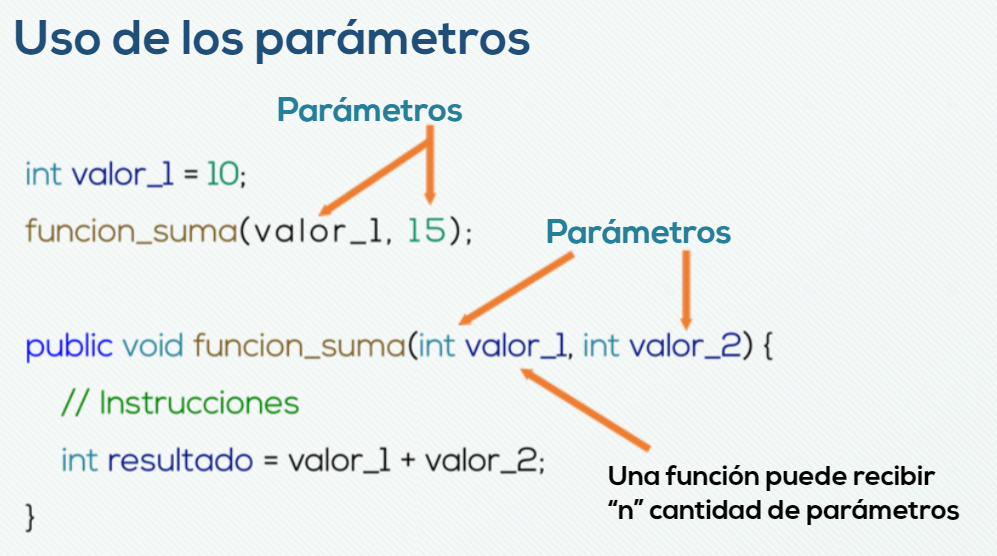 Uso de los parámetros
Parámetros
int valor_1 = 10;
funcion_suma(valor_1, 15);
Parámetros
public void funcion_suma(int valor_1, int valor_2) {
// Instrucciones
int resultado = valor_1 + valor_2;
}
Una función puede recibir
“n” cantidad de parámetros